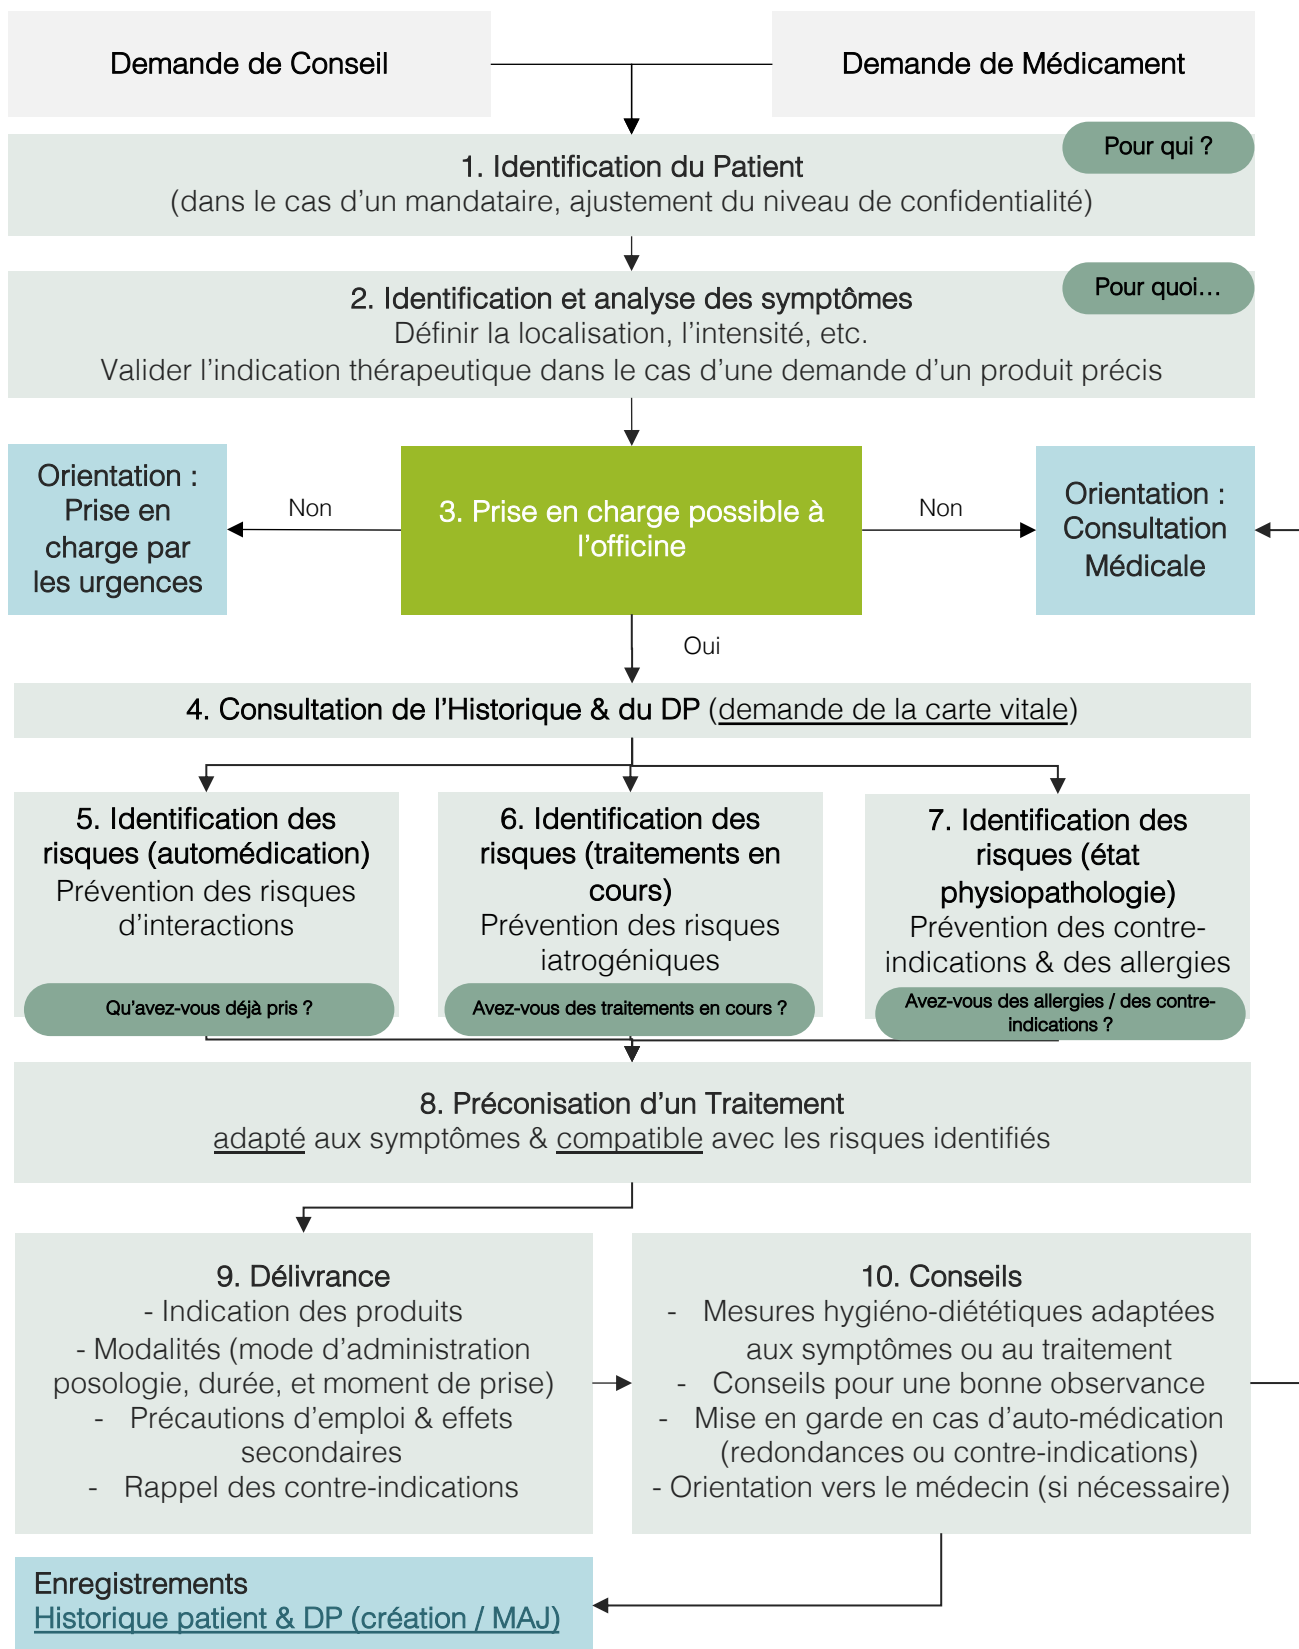 Demande de Conseil
Demande de Médicament
Pour qui ?
1. Identification du Patient
(dans le cas d'un mandataire, ajustement du niveau de confidentialité)
Pour quoi...
2. Identification et analyse des symptômes
Définir la localisation, l'intensité, etc.
Valider l'indication thérapeutique dans le cas d'une demande d'un produit précis
Orientation :
Prise en
charge par
les urgences
Non
3. Prise en charge possible à
l'officine
Non
Orientation :
Consultation
Médicale
Oui
4. Consultation de l'Historique & du DP (demande de la carte vitale)
5. Identification des
risques (automédication)
Prévention des risques
d'interactions
Qu'avez-vous déjà pris ?
6. Identification des
risques (traitements en
cours)
Prévention des risques
iatrogéniques
Avez-vous des traitements en cours ?
7. Identification des
risques (état
physiopathologie)
Prévention des contre-
indications & des allergies
Avez-vous des allergies / des contre-
indications ?
8. Préconisation d'un Traitement
adapté aux symptômes & compatible avec les risques identifiés
9. Délivrance
- Indication des produits
- Modalités (mode d'administration
posologie, durée, et moment de prise)
- Précautions d'emploi & effets
secondaires
- Rappel des contre-indications
10. Conseils
- Mesures hygiéno-diététiques adaptées
aux symptômes ou au traitement
- Conseils pour une bonne observance
- Mise en garde en cas d'auto-médication
(redondances ou contre-indications)
- Orientation vers le médecin (si nécessaire)
Enregistrements
Historique patient & DP (création / MAJ)